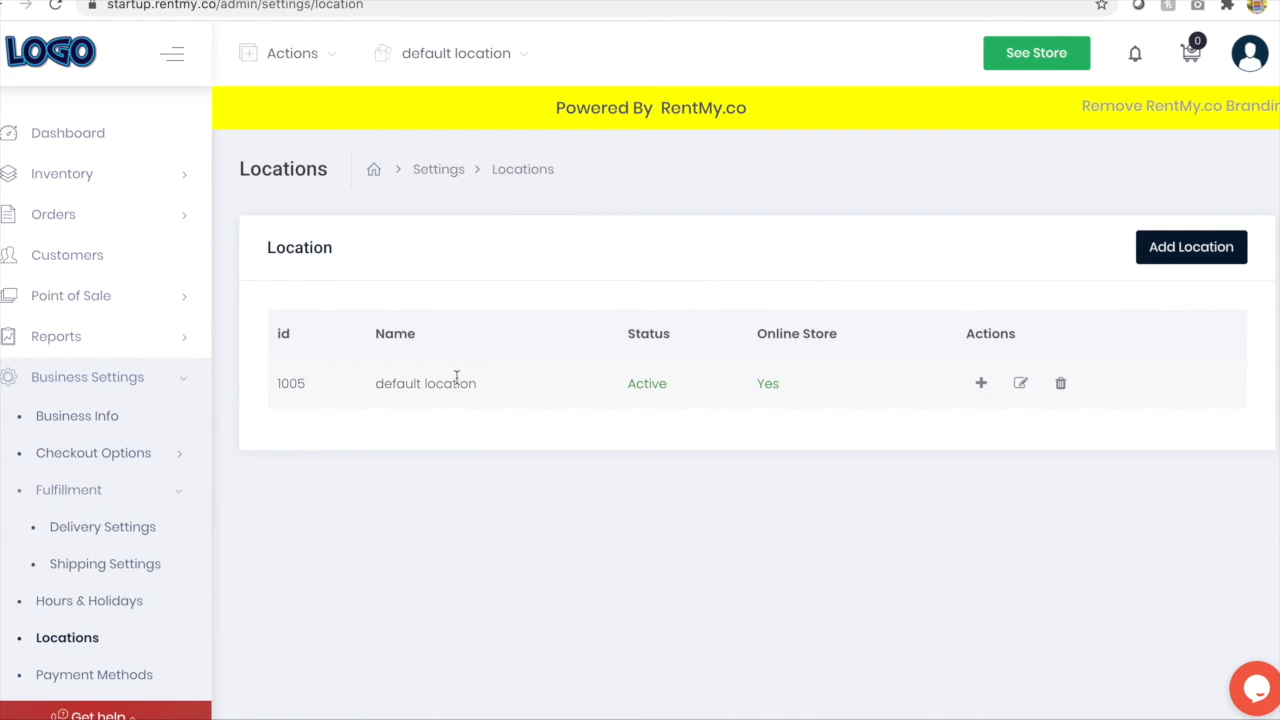 startup.rentmy.co/admin/settings/location
LOGO
Actions
default location
See Store
0
Powered By RentMy.co
Remove RentMy.co Brandin
Dashboard
Inventory
Orders
Customers
Point of Sale
Reports
Business Settings
Business Info
Checkout Options
Fulfillment
Delivery Settings
Shipping Settings
Hours & Holidays
Locations
Payment Methods
Get help
Locations
Settings
Locations
Location
Add Location
id Name Status Online Store Actions
1005 default location Active Yes